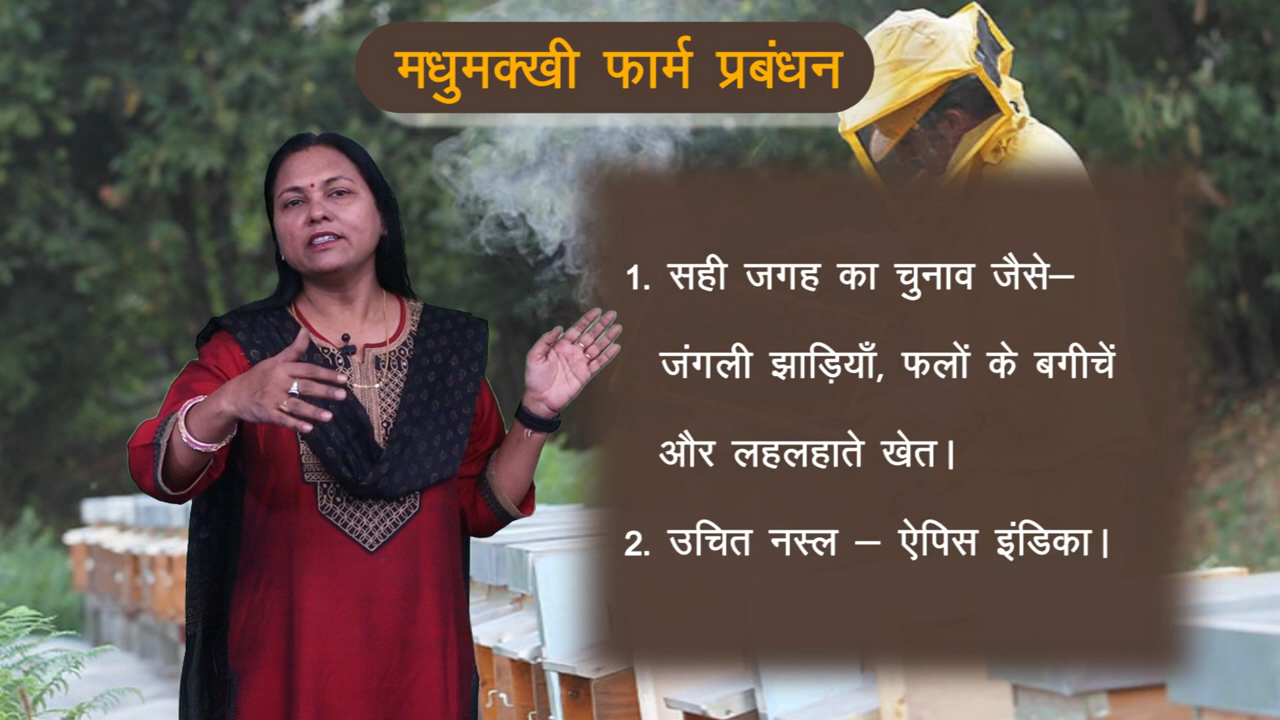 मधुमक्खी फार्म प्रबंधन
1. सही जगह का चुनाव जैसे–
जंगली झाड़ियाँ, फलों के बगीचें
और लहलहाते खेत।
2. उचित नस्ल – ऐपिस इंडिका।